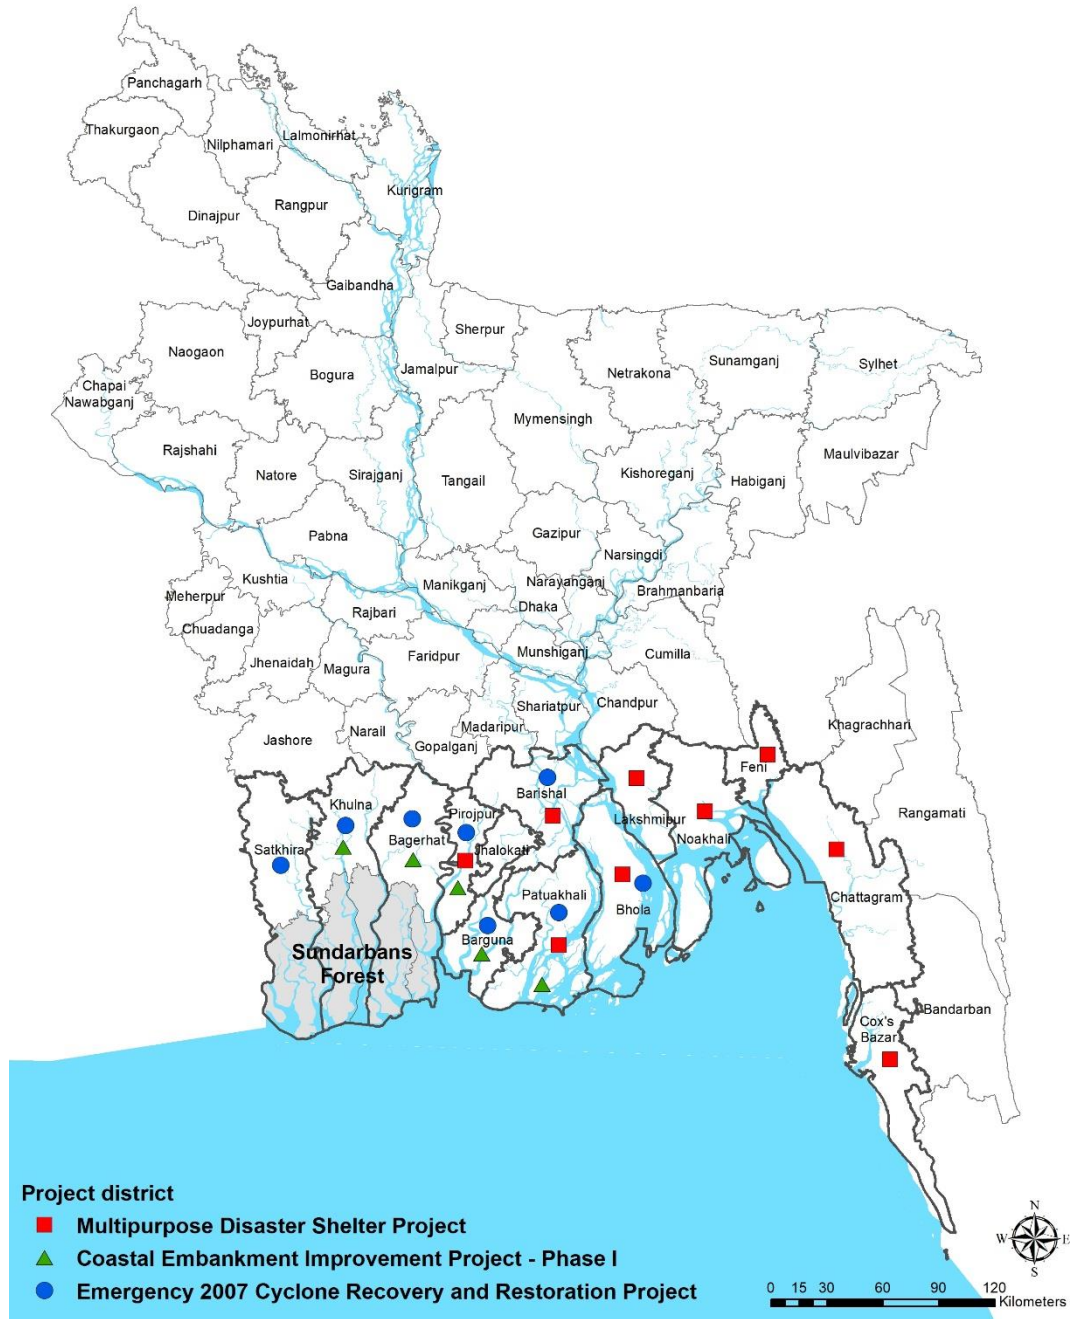 Panchagarh
Thakurgaon
Nilphamari
Lalmonirhat
Kurigram
Rangpur
Dinajpur
Gaibandha
Joypurhat
Sherpur
Naogaon
Bogura
Jamalpur
Netrakona
Sunamganj
Sylhet
Chapai
Nawabganj
Mymensingh
Rajshahi
Natore
Sirajganj
Tangail
Kishoreganj
Habiganj
Maulvibazar
Pabna
Gazipur
Narsingdi
Kushtia
Manikganj
Narayanganj
Brahmanbaria
Meherpur
Rajbari
Dhaka
Chuadanga
Jhenaidah
Magura
Faridpur
Munshiganj
Cumilla
Shariatpur
Chandpur
Khagrachhari
Jashore
Narail
Gopalganj
Madaripur
Feni
Rangamati
Khulna
Barishal
Pirojpur
Lakshmipur
Bagerhat
Noakhali
Satkhira
Jhalokati
Patuakhali
Bhola
Chattagram
Barguna
Sundarbans
Forest
Cox's
Bazar
Bandarban
Project district
Multipurpose Disaster Shelter Project
Coastal Embankment Improvement Project - Phase I
Emergency 2007 Cyclone Recovery and Restoration Project
N
W E
S
0 15 30 60 90 120
Kilometers